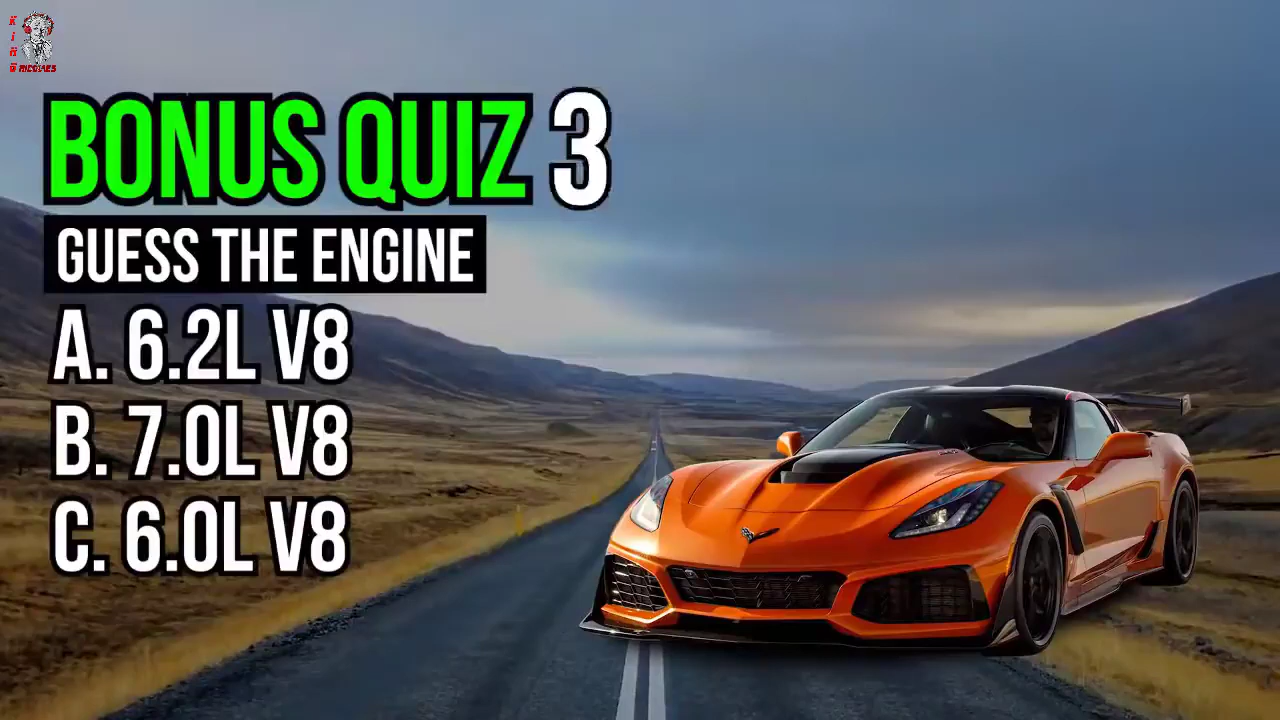 BONUS QUIZ 3
GUESS THE ENGINE
A. 6.2L V8
B. 7.0L V8
C. 6.0L V8